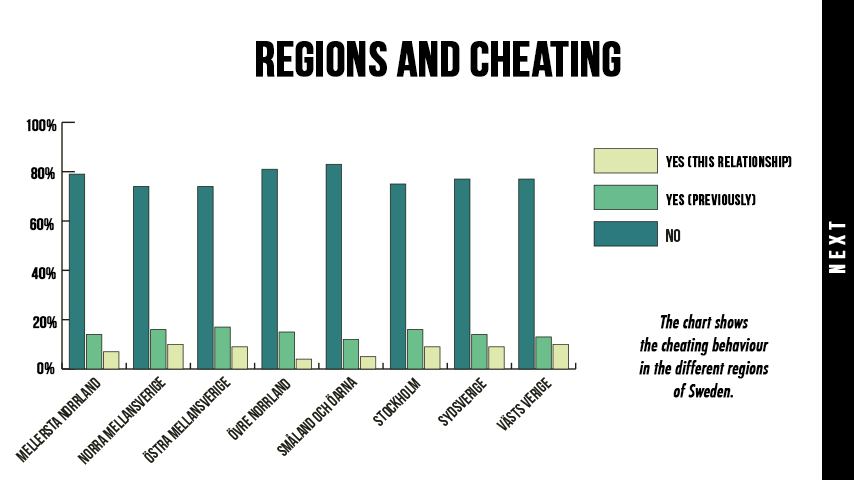 REGIONS AND CHEATING
100%
80%
60%
40%
20%
0%
MELLERSTA NORRLAND
NORRA MELLANSVERIGE
ÖSTRA MELLANSVERIGE
ÖVRE NORRLAND
SMÅLAND OCH ÖARNA
STOCKHOLM
SYDSVERIGE
VÄSTS VERIGE
YES (THIS RELATIONSHIP)
YES (PREVIOUSLY)
NO
The chart shows
the cheating behaviour
in the different regions
of Sweden.
NEXT